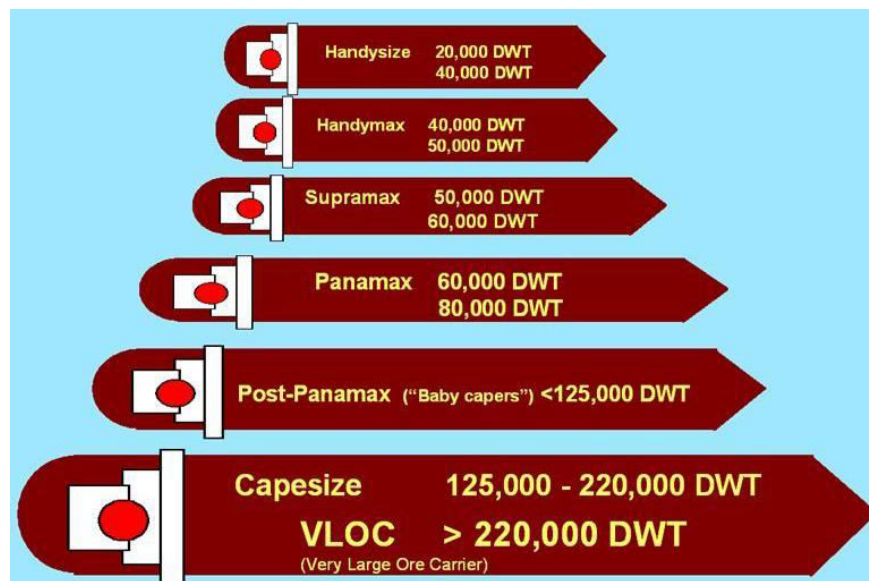 Handysize 20,000 DWT
40,000 DWT
Handymax 40,000 DWT
50,000 DWT
Supramax 50,000 DWT
60,000 DWT
Panamax 60,000 DWT
80,000 DWT
Post-Panamax (“Baby capers”) <125,000 DWT
Capesize 125,000 - 220,000 DWT
VLOC > 220,000 DWT
(Very Large Ore Carrier)